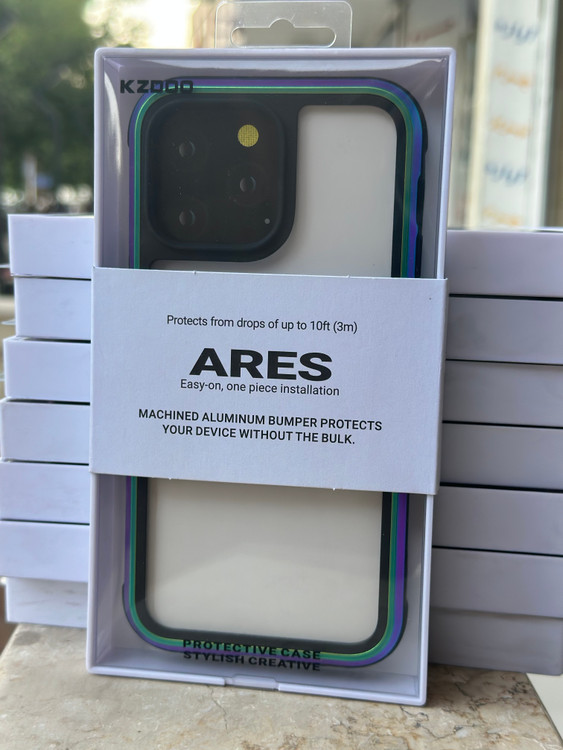 KZDOO
Protects from drops of up to 10ft (3m)
ARES
Easy-on, one piece installation
MACHINED ALUMINUM BUMPER PROTECTS
YOUR DEVICE WITHOUT THE BULK.
PROTECTIVE CASE
STYLISH CREATIVE